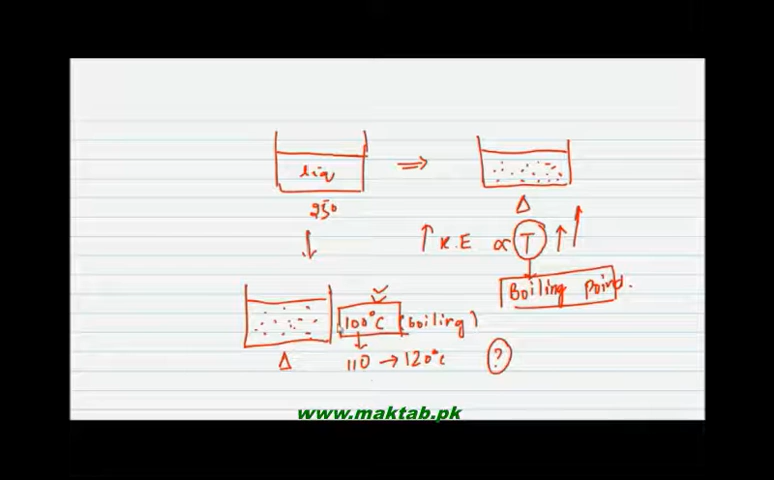 liq
25°
↑ K.E ∝ T ↑ ↑
Boiling point.
100°C (boiling)
110 → 120°C ?
www.maktab.pk